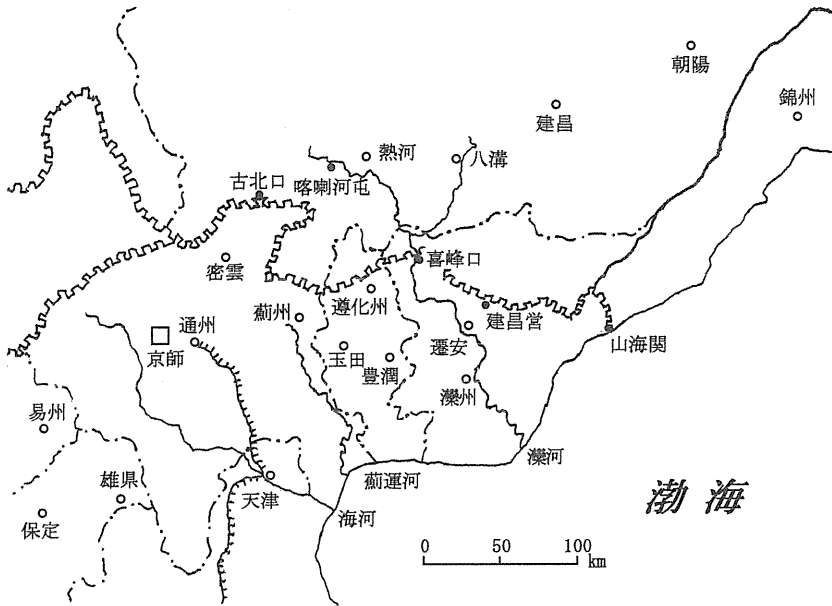 朝陽
錦州
建昌
熱河
八溝
古北口
喀喇河屯
喜峰口
密雲
遵化州
薊州
建昌営
通州
遷安
山海関
京師
玉田
豊潤
灤州
易州
灤河
薊運河
雄県
天津
渤海
保定
海河
0 50 100
km